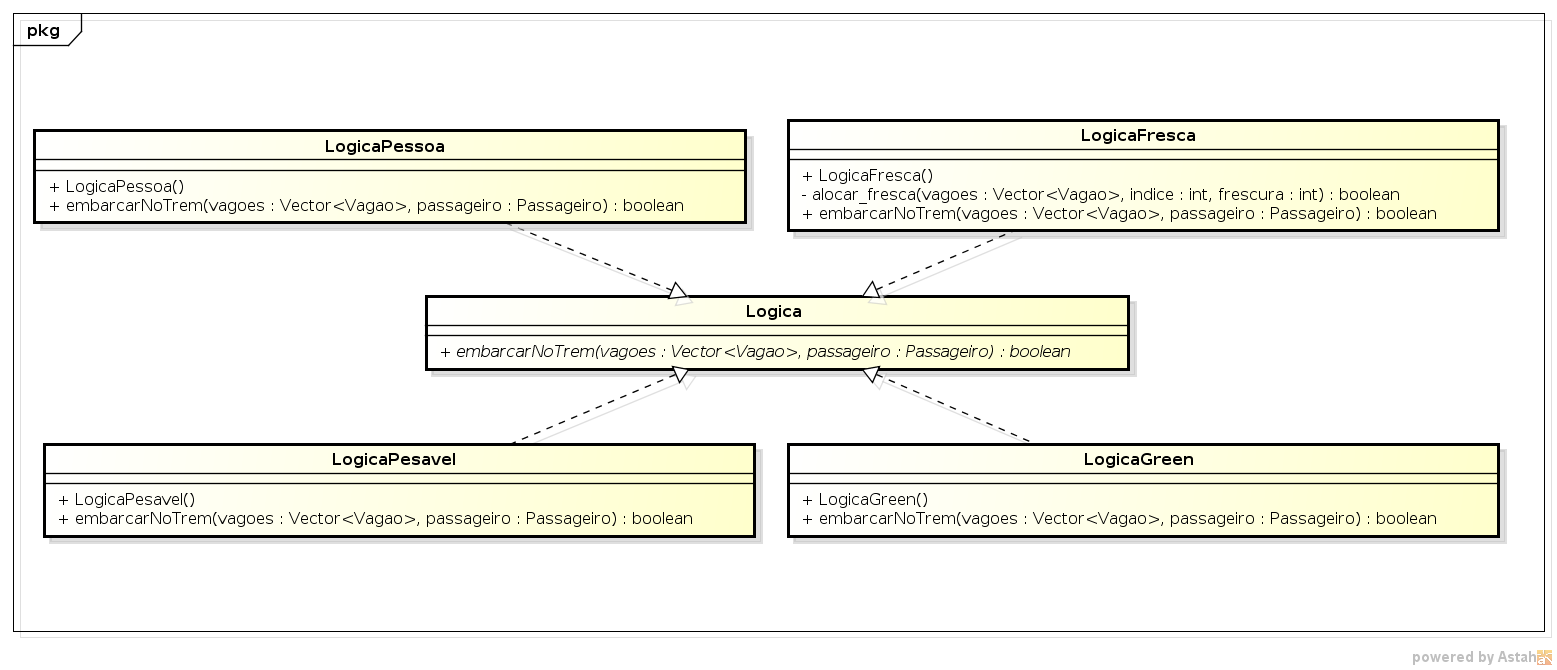 pkg
LogicaPessoa
+ LogicaPessoa()
+ embarcarNoTrem(vagoes : Vector<Vagao>, passageiro : Passageiro) : boolean
LogicaFresca
+ LogicaFresca()
- alocar_fresca(vagoes : Vector<Vagao>, indice : int, frescura : int) : boolean
+ embarcarNoTrem(vagoes : Vector<Vagao>, passageiro : Passageiro) : boolean
Logica
+ embarcarNoTrem(vagoes : Vector<Vagao>, passageiro : Passageiro) : boolean
LogicaPesavel
+ LogicaPesavel()
+ embarcarNoTrem(vagoes : Vector<Vagao>, passageiro : Passageiro) : boolean
LogicaGreen
+ LogicaGreen()
+ embarcarNoTrem(vagoes : Vector<Vagao>, passageiro : Passageiro) : boolean
powered by Astah